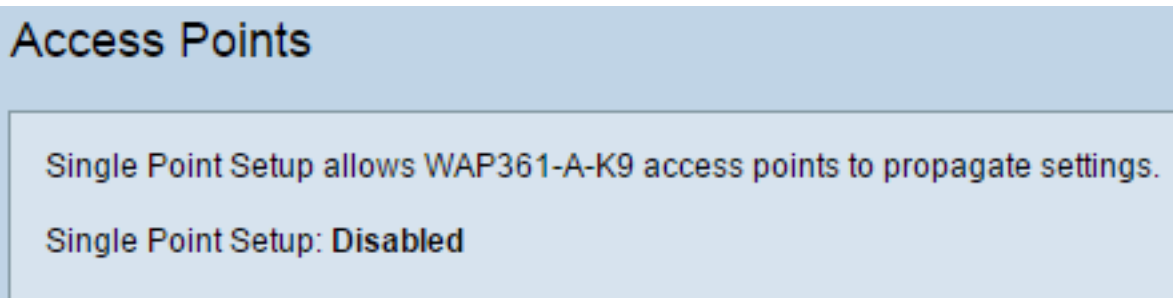 Access Points
Single Point Setup allows WAP361-A-K9 access points to propagate settings.
Single Point Setup: Disabled